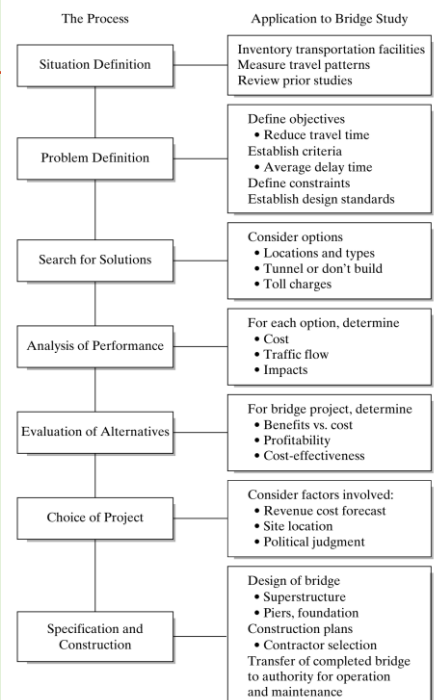 The Process
Application to Bridge Study
Situation Definition
Inventory transportation facilities
Measure travel patterns
Review prior studies
Problem Definition
Define objectives
• Reduce travel time
Establish criteria
• Average delay time
Define constraints
Establish design standards
Search for Solutions
Consider options
• Locations and types
• Tunnel or don't build
• Toll charges
Analysis of Performance
For each option, determine
• Cost
• Traffic flow
• Impacts
Evaluation of Alternatives
For bridge project, determine
• Benefits vs. cost
• Profitability
• Cost-effectiveness
Choice of Project
Consider factors involved:
• Revenue cost forecast
• Site location
• Political judgment
Specification and
Construction
Design of bridge
• Superstructure
• Piers, foundation
Construction plans
• Contractor selection
Transfer of completed bridge
to authority for operation
and maintenance